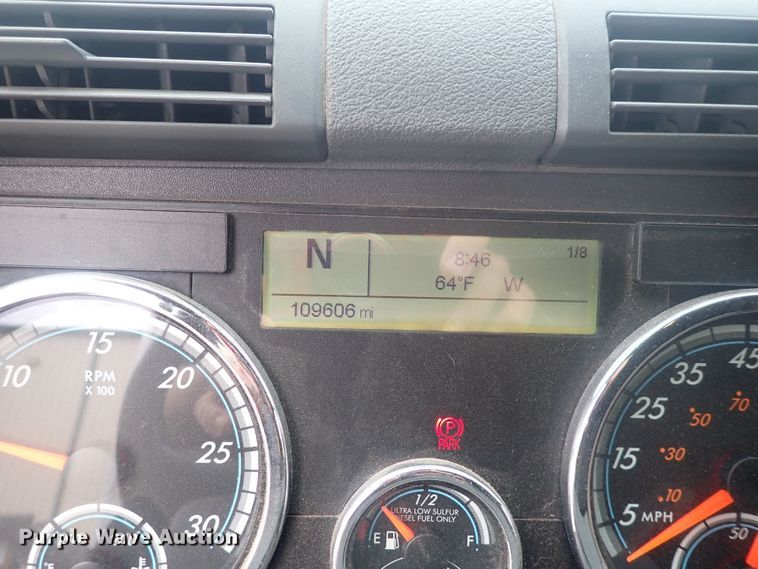 N
8:46
1/8
64°F W
109606 mi
10
15
20
25
30
RPM
X 100
°F
P
PARK
1/2
ULTRA LOW SULFUR
DIESEL FUEL ONLY
E
F
5 MPH
15
25
35
45
10
30
50
70
50
Purple Wave Auction